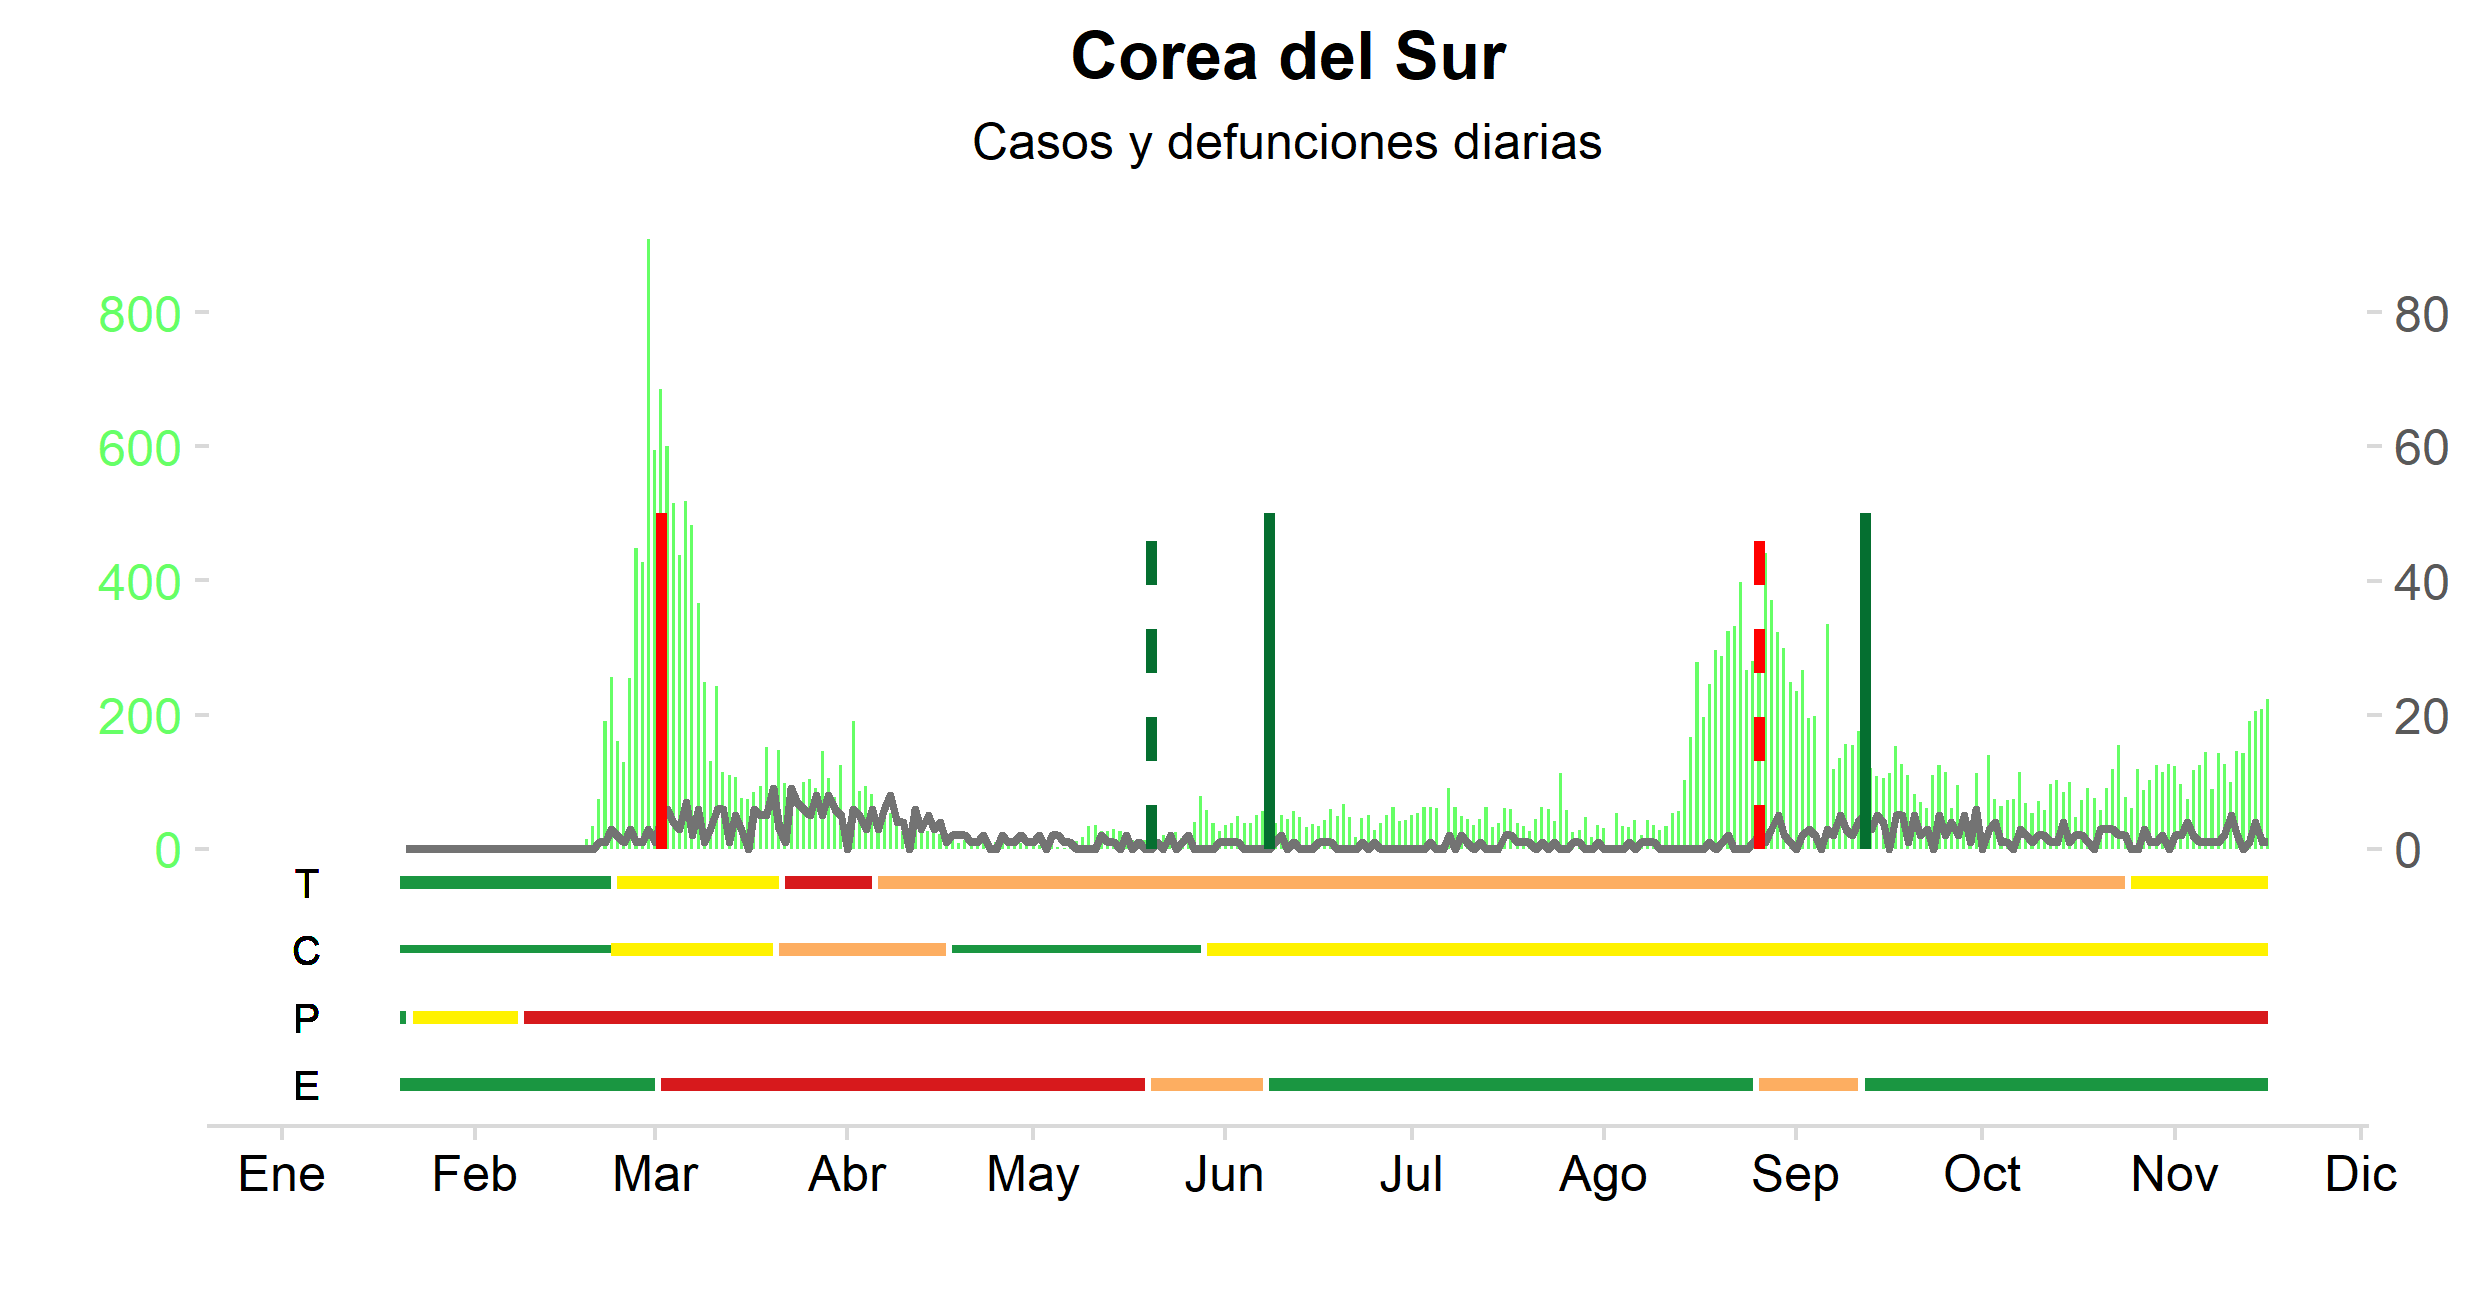 Corea del Sur
Casos y defunciones diarias
800 80
600 60
400 40
200 20
0 0
T
C
P
E
Ene Feb Mar Abr May Jun Jul Ago Sep Oct Nov Dic